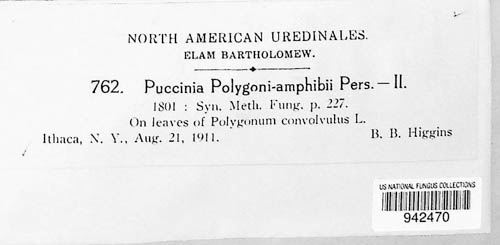 NORTH AMERICAN UREDINALES.
ELAM BARTHOLOMEW.
762. Puccinia Polygoni-amphibii Pers.—II.
1801 : Syn. Meth. Fung. p. 227.
On leaves of Polygonum convolvulus L.
Ithaca, N. Y., Aug. 21, 1911. B. B. Higgins
US NATIONAL FUNGUS COLLECTIONS
942470